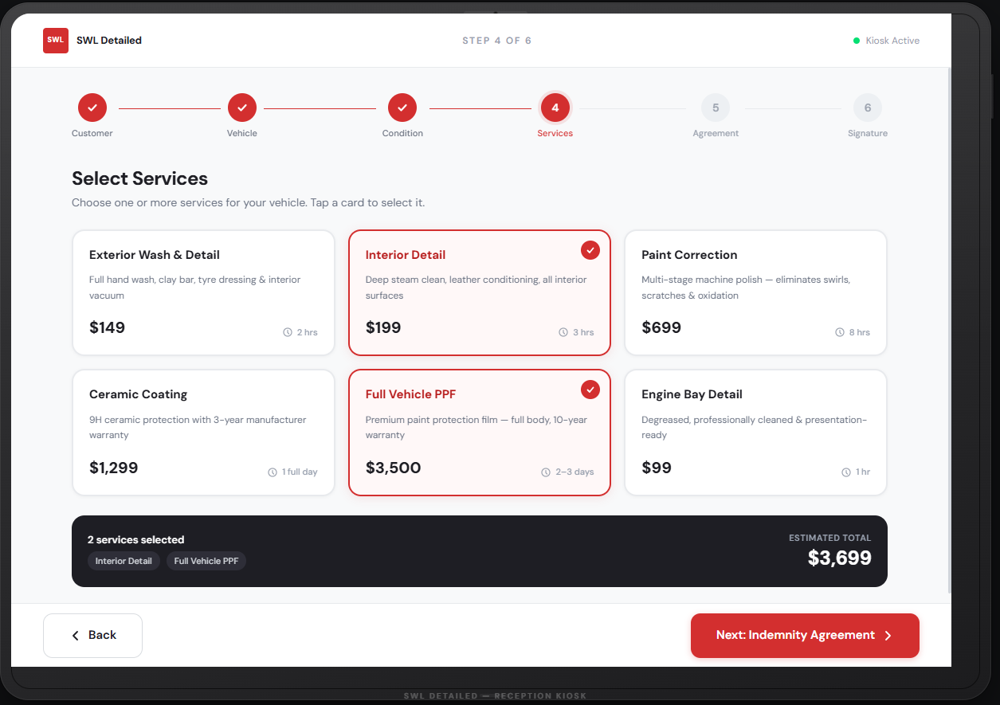 SWL SWL Detailed
STEP 4 OF 6
Kiosk Active
4
5
6
Customer
Vehicle
Condition
Services
Agreement
Signature
Select Services
Choose one or more services for your vehicle. Tap a card to select it.
Exterior Wash & Detail
Full hand wash, clay bar, tyre dressing & interior
vacuum
$149
2 hrs
Interior Detail
Deep steam clean, leather conditioning, all interior
surfaces
$199
3 hrs
Paint Correction
Multi-stage machine polish — eliminates swirls,
scratches & oxidation
$699
8 hrs
Ceramic Coating
9H ceramic protection with 3-year manufacturer
warranty
$1,299
1 full day
Full Vehicle PPF
Premium paint protection film — full body, 10-year
warranty
$3,500
2–3 days
Engine Bay Detail
Degreased, professionally cleaned & presentation-
ready
$99
1 hr
2 services selected
Interior Detail
Full Vehicle PPF
ESTIMATED TOTAL
$3,699
Back
Next: Indemnity Agreement
SWL DETAILED — RECEPTION KIOSK